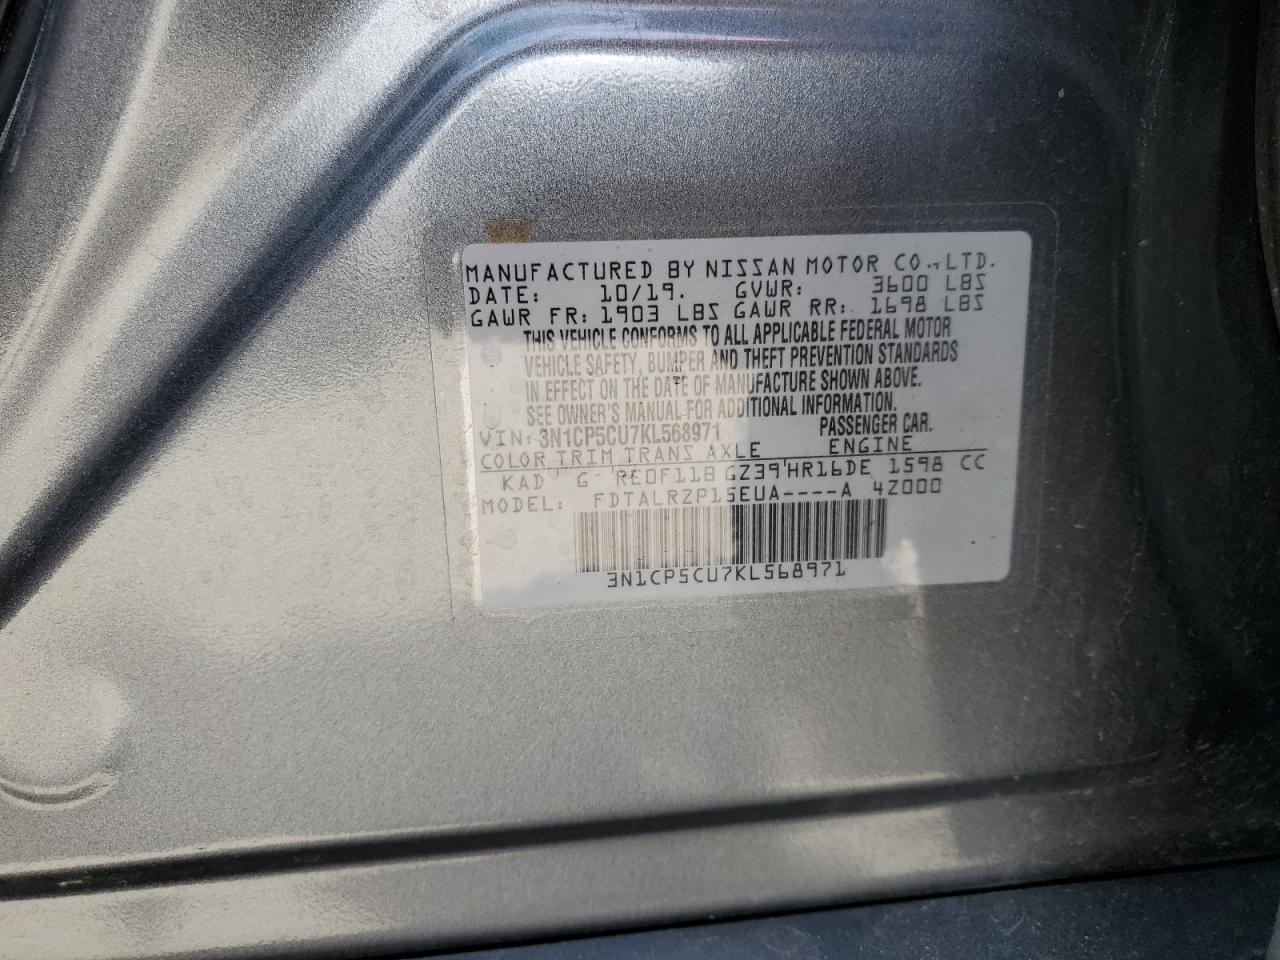 MANUFACTURED BY NISSAN MOTOR CO., LTD.
DATE: 10/19. GVWR: 3600 LBS
GAWR FR: 1903 LBS GAWR RR: 1698 LBS
THIS VEHICLE CONFORMS TO ALL APPLICABLE FEDERAL MOTOR
VEHICLE SAFETY, BUMPER AND THEFT PREVENTION STANDARDS
IN EFFECT ON THE DATE OF MANUFACTURE SHOWN ABOVE.
SEE OWNER'S MANUAL FOR ADDITIONAL INFORMATION.
VIN: 3N1CP5CU7KL568971 PASSENGER CAR.
COLOR TRIM TRANS AXLE ENGINE
KAD G RE0F11B GZ39 HR16DE 1598 CC
MODEL: FDTALRZP15EUA----A 4Z000
3N1CP5CU7KL568971